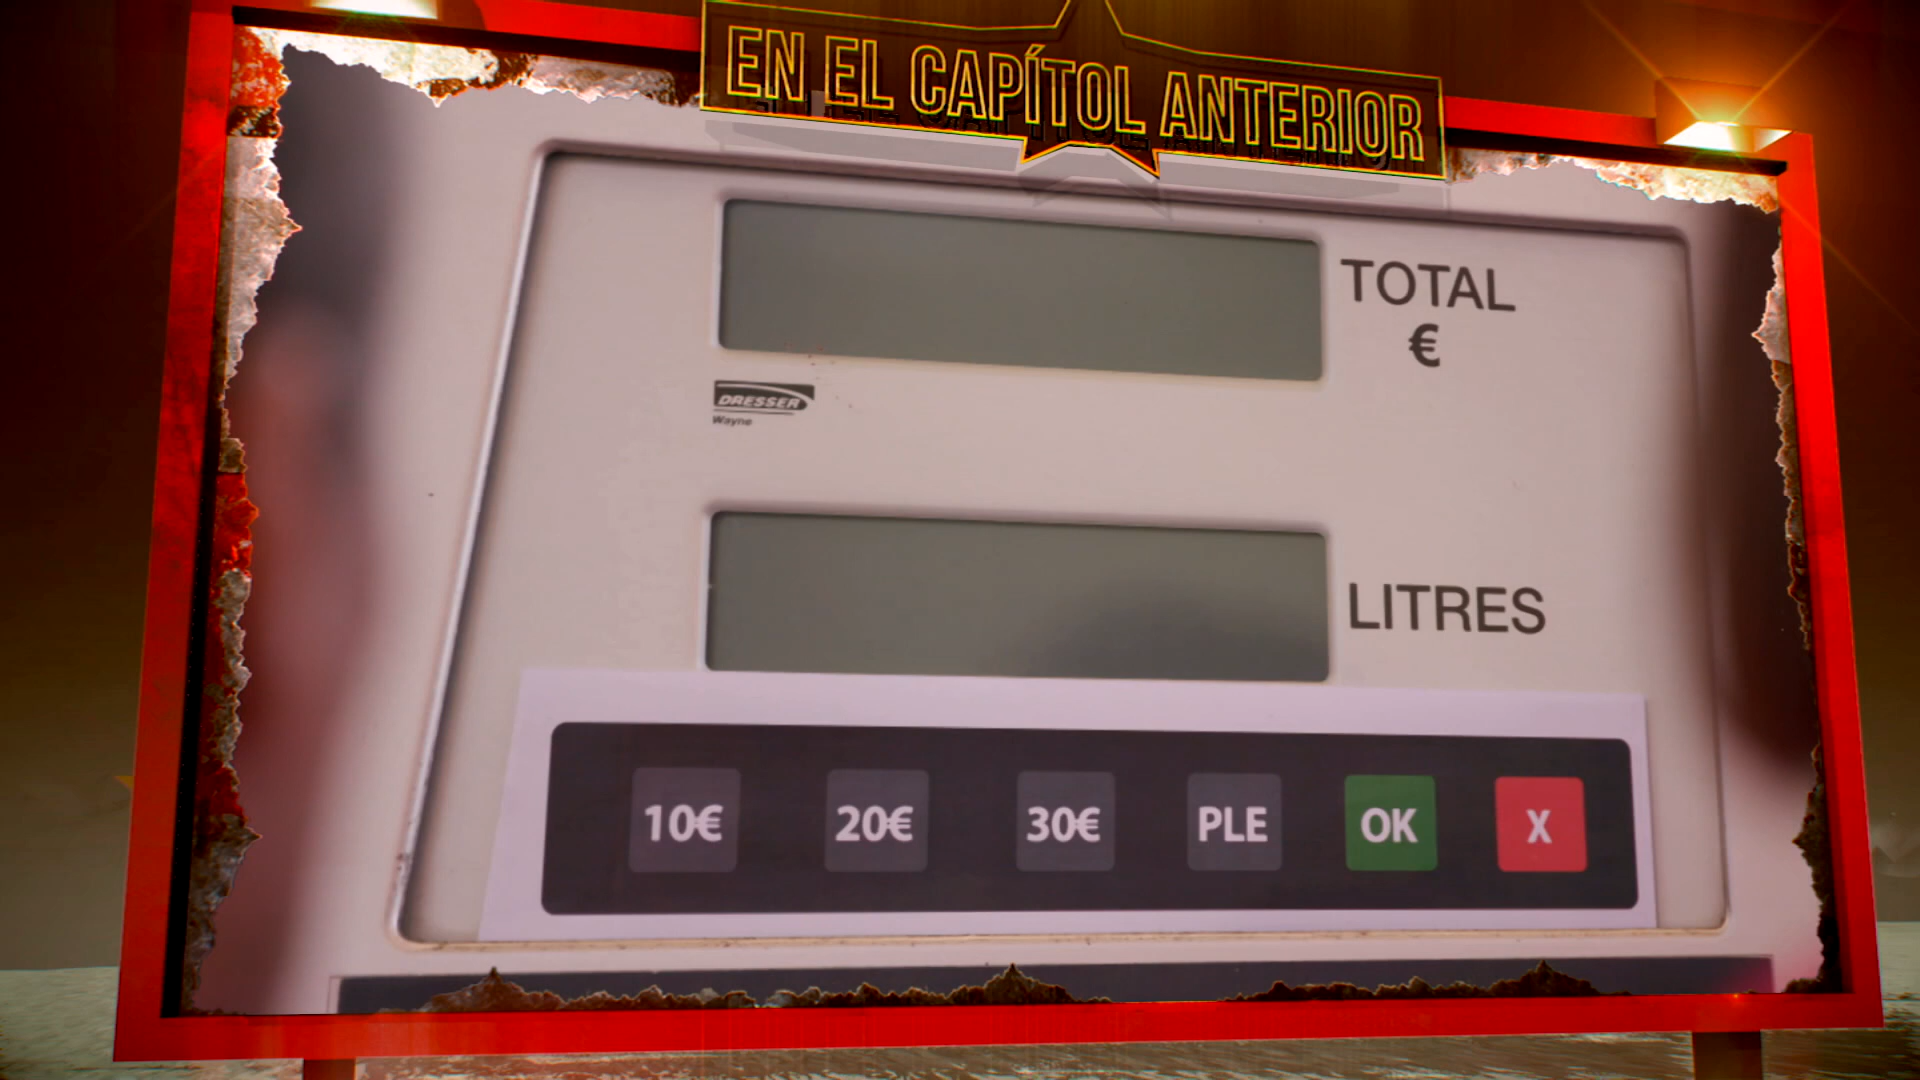 EN EL CAPÍTOL ANTERIOR
TOTAL
€
DRESSER
Wayne
LITRES
10€ 20€ 30€ PLE OK X